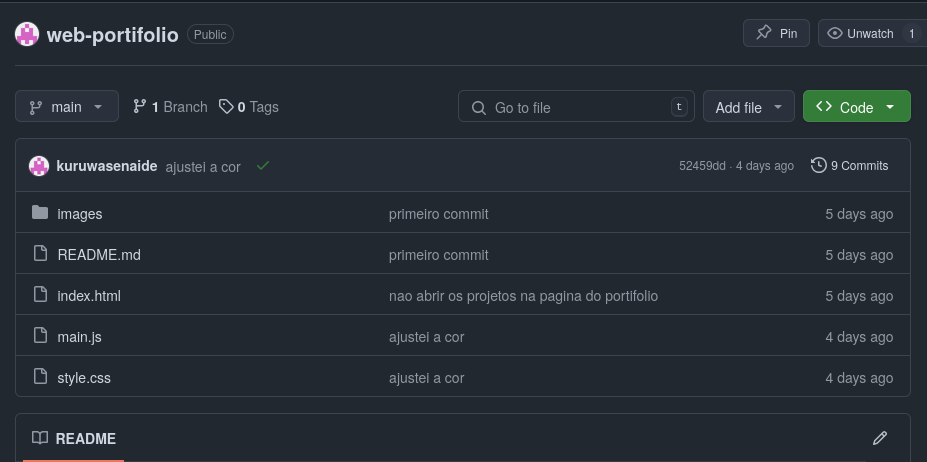 web-portifolio Public Pin Unwatch 1
main 1 Branch 0 Tags Go to file t Add file Code
kuruwasenaide ajustei a cor 52459dd · 4 days ago 9 Commits
images primeiro commit 5 days ago
README.md primeiro commit 5 days ago
index.html nao abrir os projetos na pagina do portifolio 5 days ago
main.js ajustei a cor 4 days ago
style.css ajustei a cor 4 days ago
README